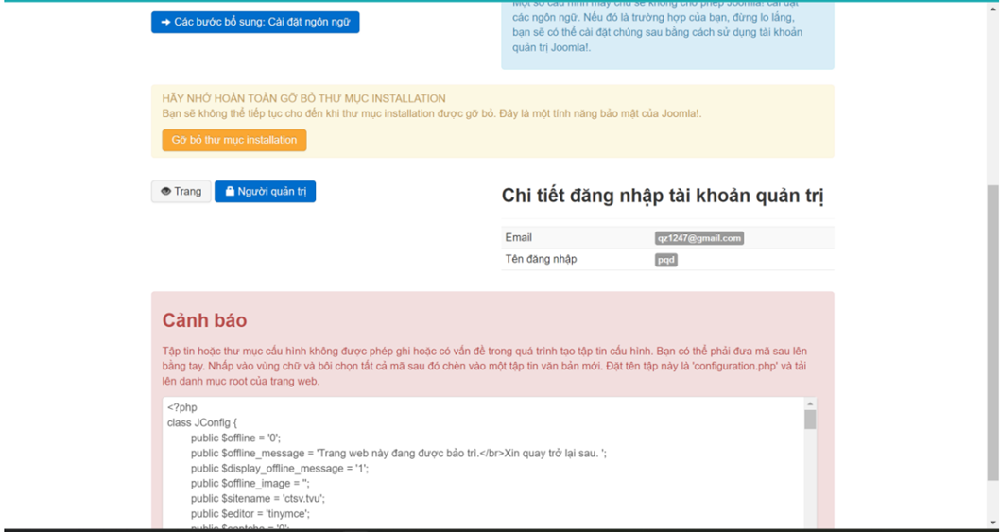 Một số cấu hình máy chủ sẽ không cho phép Joomla! cài đặt
các ngôn ngữ. Nếu đó là trường hợp của bạn, đừng lo lắng,
bạn sẽ có thể cài đặt chúng sau bằng cách sử dụng tài khoản
quản trị Joomla!.
Các bước bổ sung: Cài đặt ngôn ngữ
HÃY NHỚ HOÀN TOÀN GỠ BỎ THƯ MỤC INSTALLATION
Bạn sẽ không thể tiếp tục cho đến khi thư mục installation được gỡ bỏ. Đây là một tính năng bảo mật của Joomla!.
Gỡ bỏ thư mục installation
Trang
Người quản trị
Chi tiết đăng nhập tài khoản quản trị
Email qz1247@gmail.com
Tên đăng nhập pqd
Cảnh báo
Tập tin hoặc thư mục cấu hình không được phép ghi hoặc có vấn đề trong quá trình tạo tập tin cấu hình. Bạn có thể phải đưa mã sau lên
bằng tay. Nhấp vào vùng chữ và bôi chọn tất cả mã sau đó chèn vào một tập tin văn bản mới. Đặt tên tập này là 'configuration.php' và tải
lên danh mục root của trang web.
<?php
class JConfig {
public $offline = '0';
public $offline_message = 'Trang web này đang được bảo trì.</br>Xin quay trở lại sau. ';
public $display_offline_message = '1';
public $offline_image = '';
public $sitename = 'ctsv.tvu';
public $editor = 'tinymce';
public $captcha = '0';